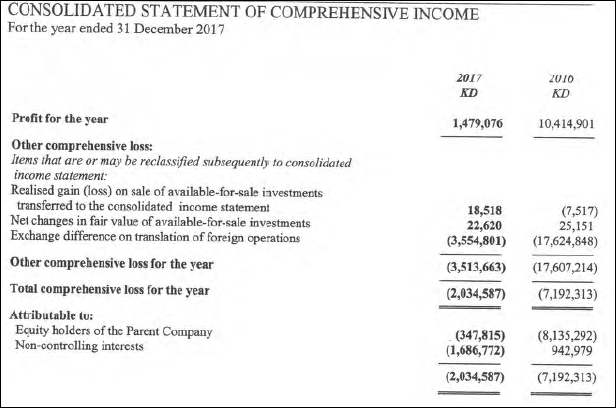 CONSOLIDATED STATEMENT OF COMPREHENSIVE INCOME
For the year ended 31 December 2017
2017 2016
KD KD
Profit for the year 1,479,076 10,414,901
Other comprehensive loss:
Items that are or may be reclassified subsequently to consolidated
income statement:
Realised gain (loss) on sale of available-for-sale investments
transferred to the consolidated income statement 18,518 (7,517)
Net changes in fair value of available-for-sale investments 22,620 25,151
Exchange difference on translation of foreign operations (3,554,801) (17,624,848)
Other comprehensive loss for the year (3,513,663) (17,607,214)
Total comprehensive loss for the year (2,034,587) (7,192,313)
Attributable to:
Equity holders of the Parent Company (347,815) (8,135,292)
Non-controlling interests (1,686,772) 942,979
(2,034,587) (7,192,313)